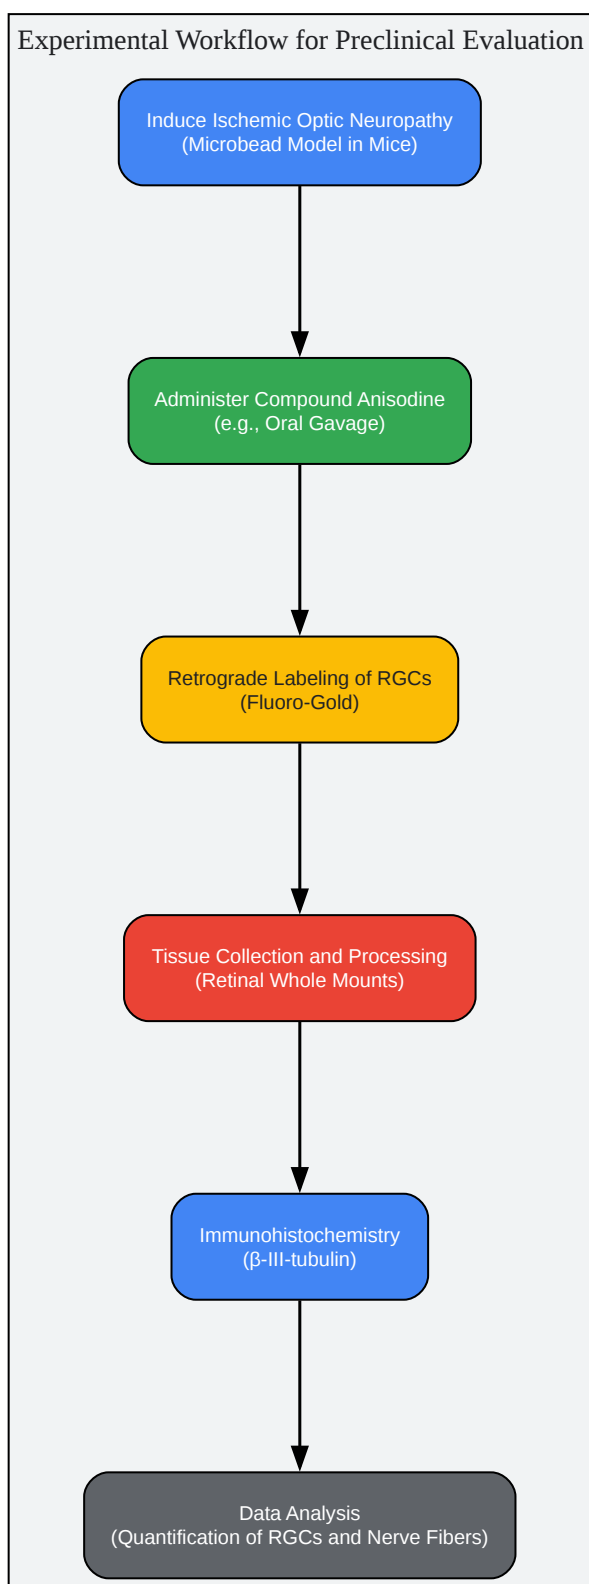 Experimental Workflow for Preclinical Evaluation
Induce Ischemic Optic Neuropathy
(Microbead Model in Mice)
Administer Compound Anisodine
(e.g., Oral Gavage)
Retrograde Labeling of RGCs
(Fluoro-Gold)
Tissue Collection and Processing
(Retinal Whole Mounts)
Immunohistochemistry
(β-III-tubulin)
Data Analysis
(Quantification of RGCs and Nerve Fibers)